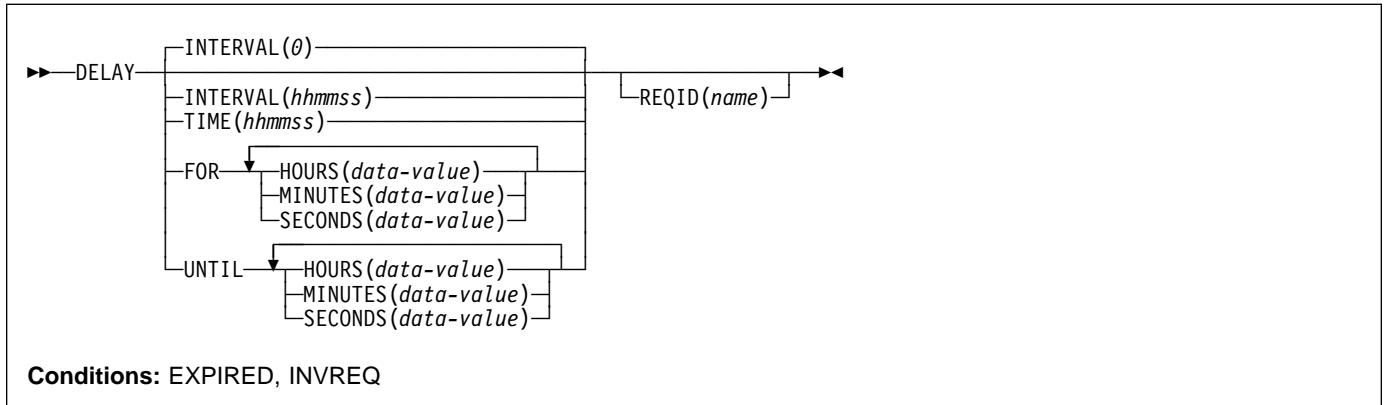 INTERVAL(0)
DELAY
INTERVAL(hhmmss)
REQID(name)
TIME(hhmmss)
FOR HOURS(data-value)
MINUTES(data-value)
SECONDS(data-value)
UNTIL HOURS(data-value)
MINUTES(data-value)
SECONDS(data-value)
Conditions: EXPIRED, INVREQ